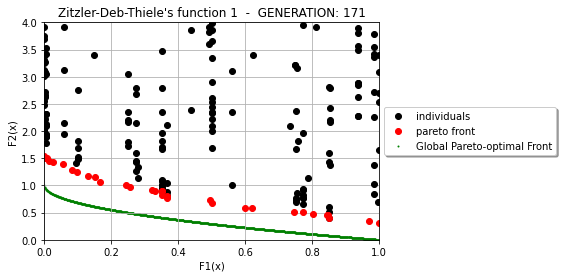 Zitzler-Deb-Thiele's function 1 - GENERATION: 171
4.0
3.5
3.0
2.5
2.0
1.5
1.0
0.5
0.0
F2(x)
0.0 0.2 0.4 0.6 0.8 1.0
F1(x)
individuals
pareto front
Global Pareto-optimal Front